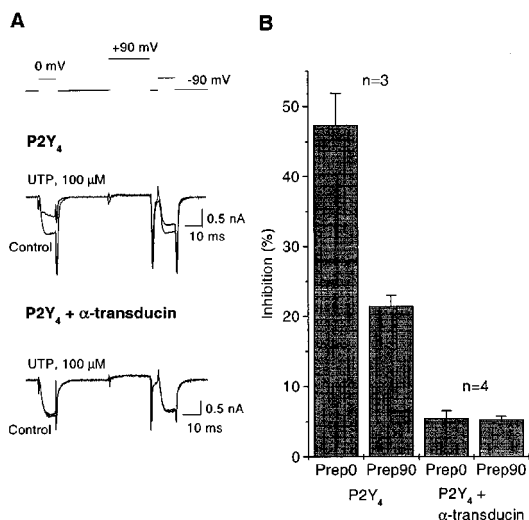 A
+90 mV
0 mV
-90 mV
P2Y₄
UTP, 100 μM
Control
0.5 nA
10 ms
P2Y₄ + α-transducin
UTP, 100 μM
Control
0.5 nA
10 ms
B
n=3
n=4
Inhibition (%)
50
40
30
20
10
0
Prep0 Prep90 Prep0 Prep90
P2Y₄
P2Y₄ +
α-transducin